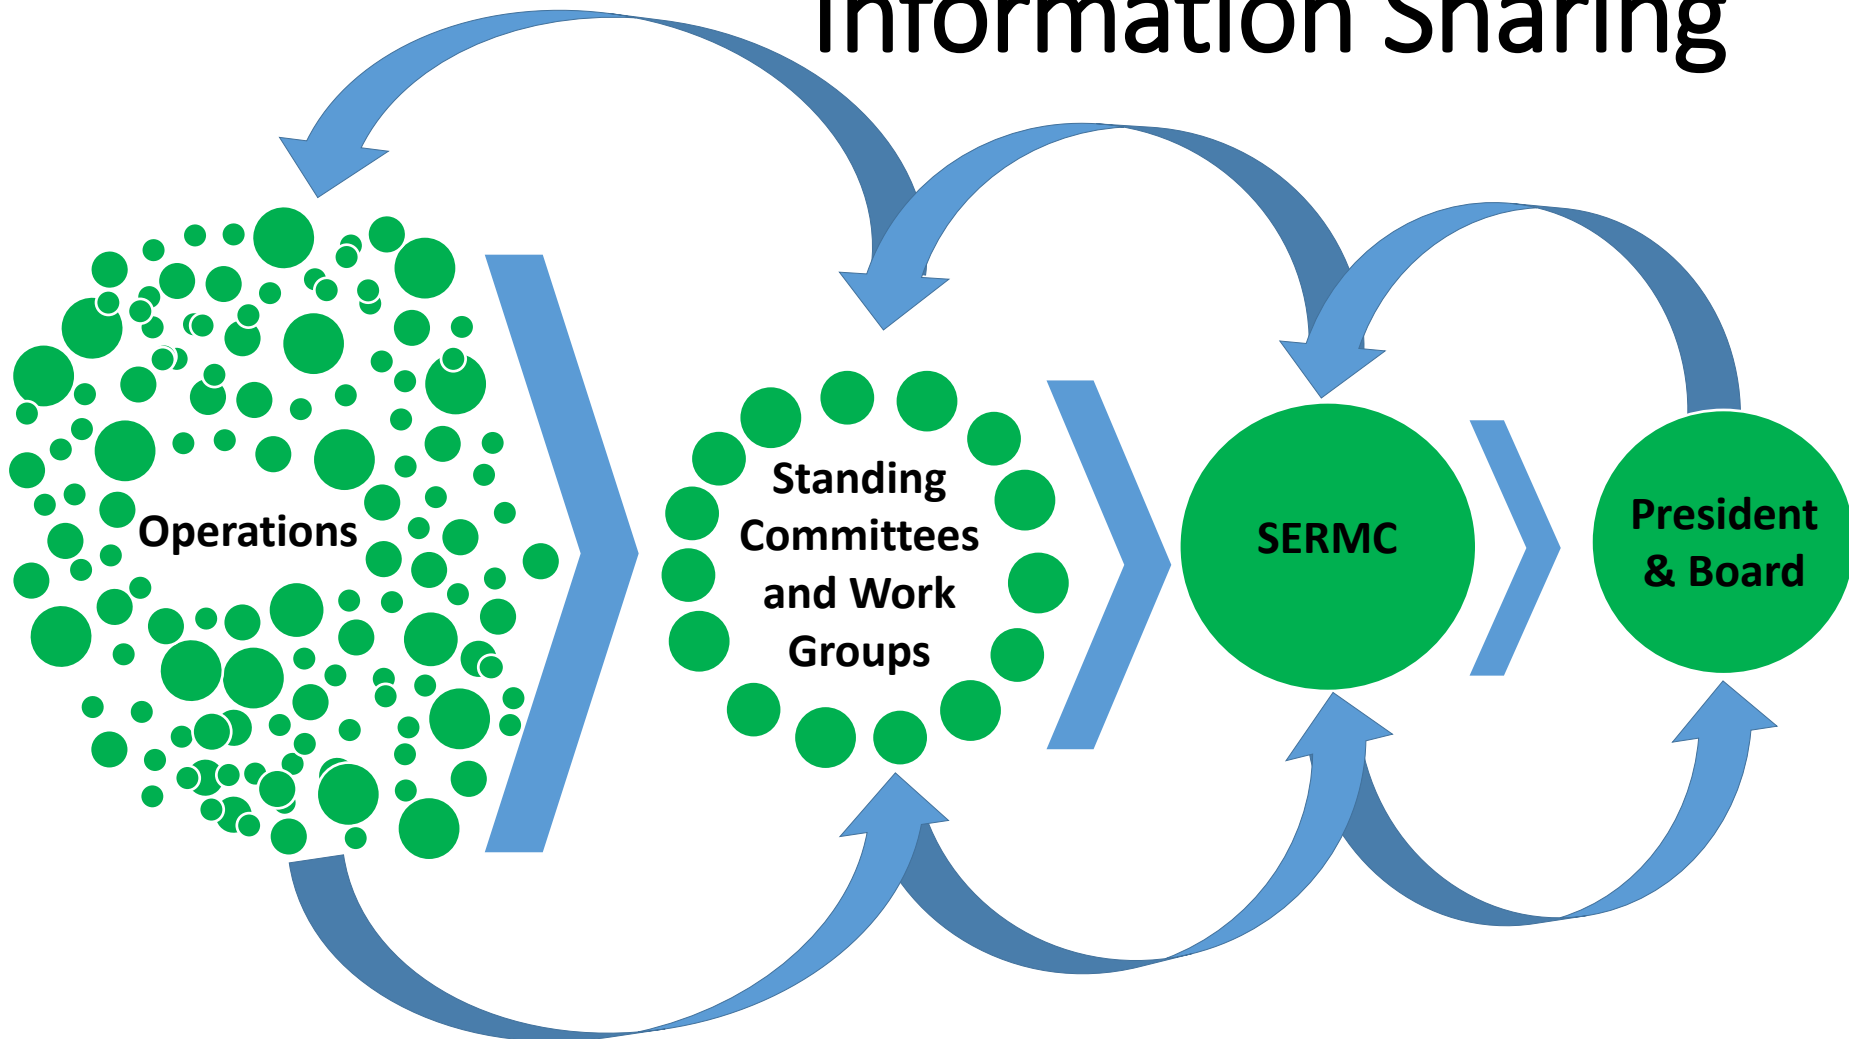 Information Sharing
Operations
Standing
Committees
and Work
Groups
SERMC
President
& Board